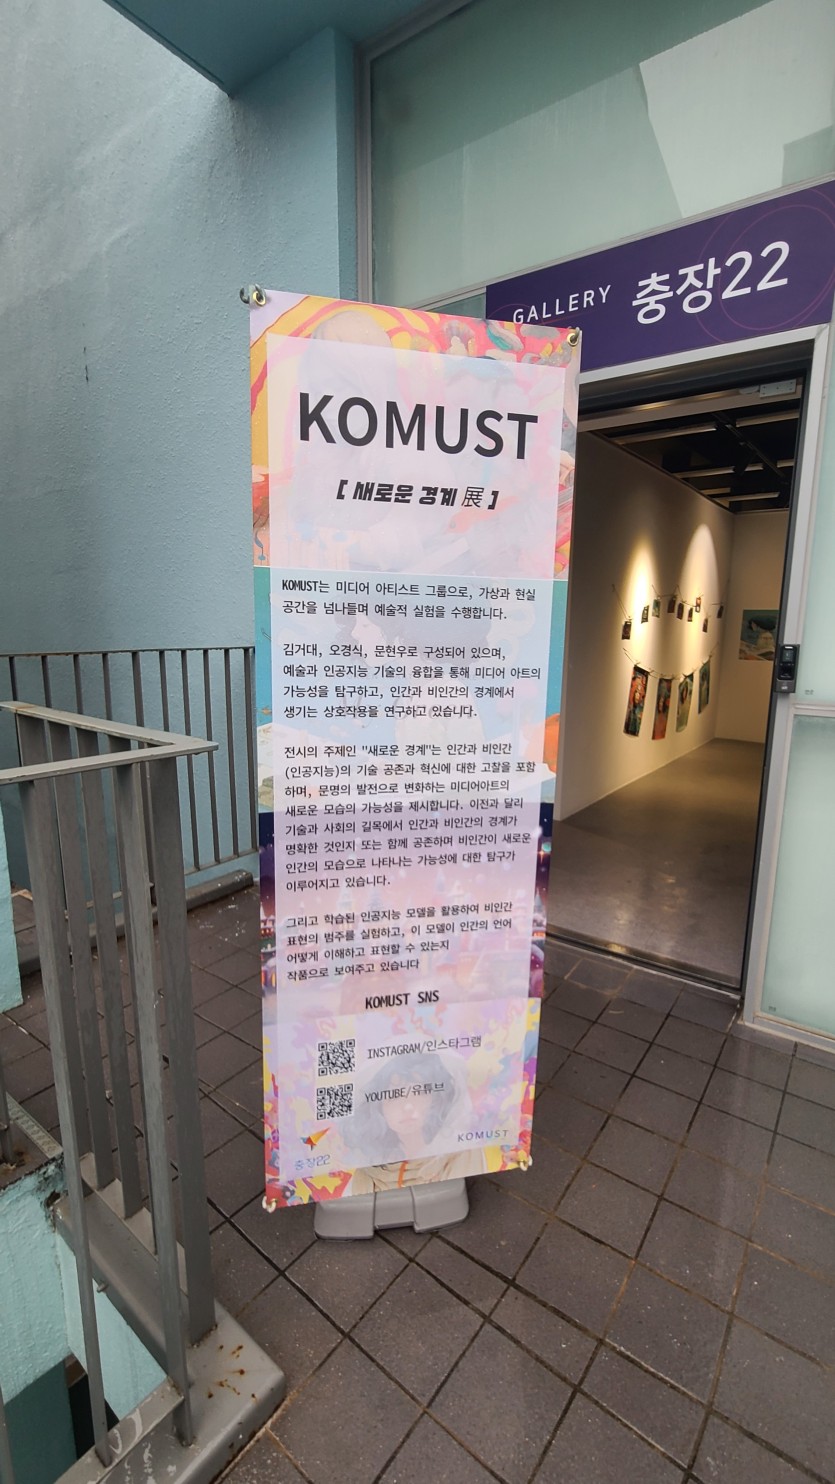 GALLERY 충장22
KOMUST
[ 새로운 경계 展 ]
KOMUST는 미디어 아티스트 그룹으로, 가상과 현실
공간을 넘나들며 예술적 실험을 수행합니다.
김거대, 오경식, 문현우로 구성되어 있으며,
예술과 인공지능 기술의 융합을 통해 미디어 아트의
가능성을 탐구하고, 인간과 비인간의 경계에서
생기는 상호작용을 연구하고 있습니다.
전시의 주제인 "새로운 경계"는 인간과 비인간
(인공지능)의 기술 공존과 혁신에 대한 고찰을 포함
하며, 문명의 발전으로 변화하는 미디어아트의
새로운 모습의 가능성을 제시합니다. 이전과 달리
기술과 사회의 길목에서 인간과 비인간의 경계가
명확한 것인지 또는 함께 공존하며 비인간이 새로운
인간의 모습으로 나타나는 가능성에 대한 탐구가
이루어지고 있습니다.
그리고 학습된 인공지능 모델을 활용하여 비인간
표현의 범주를 실험하고, 이 모델이 인간의 언어
어떻게 이해하고 표현할 수 있는지
작품으로 보여주고 있습니다
KOMUST SNS
INSTAGRAM/인스타그램
YOUTUBE/유튜브
충장22
KOMUST